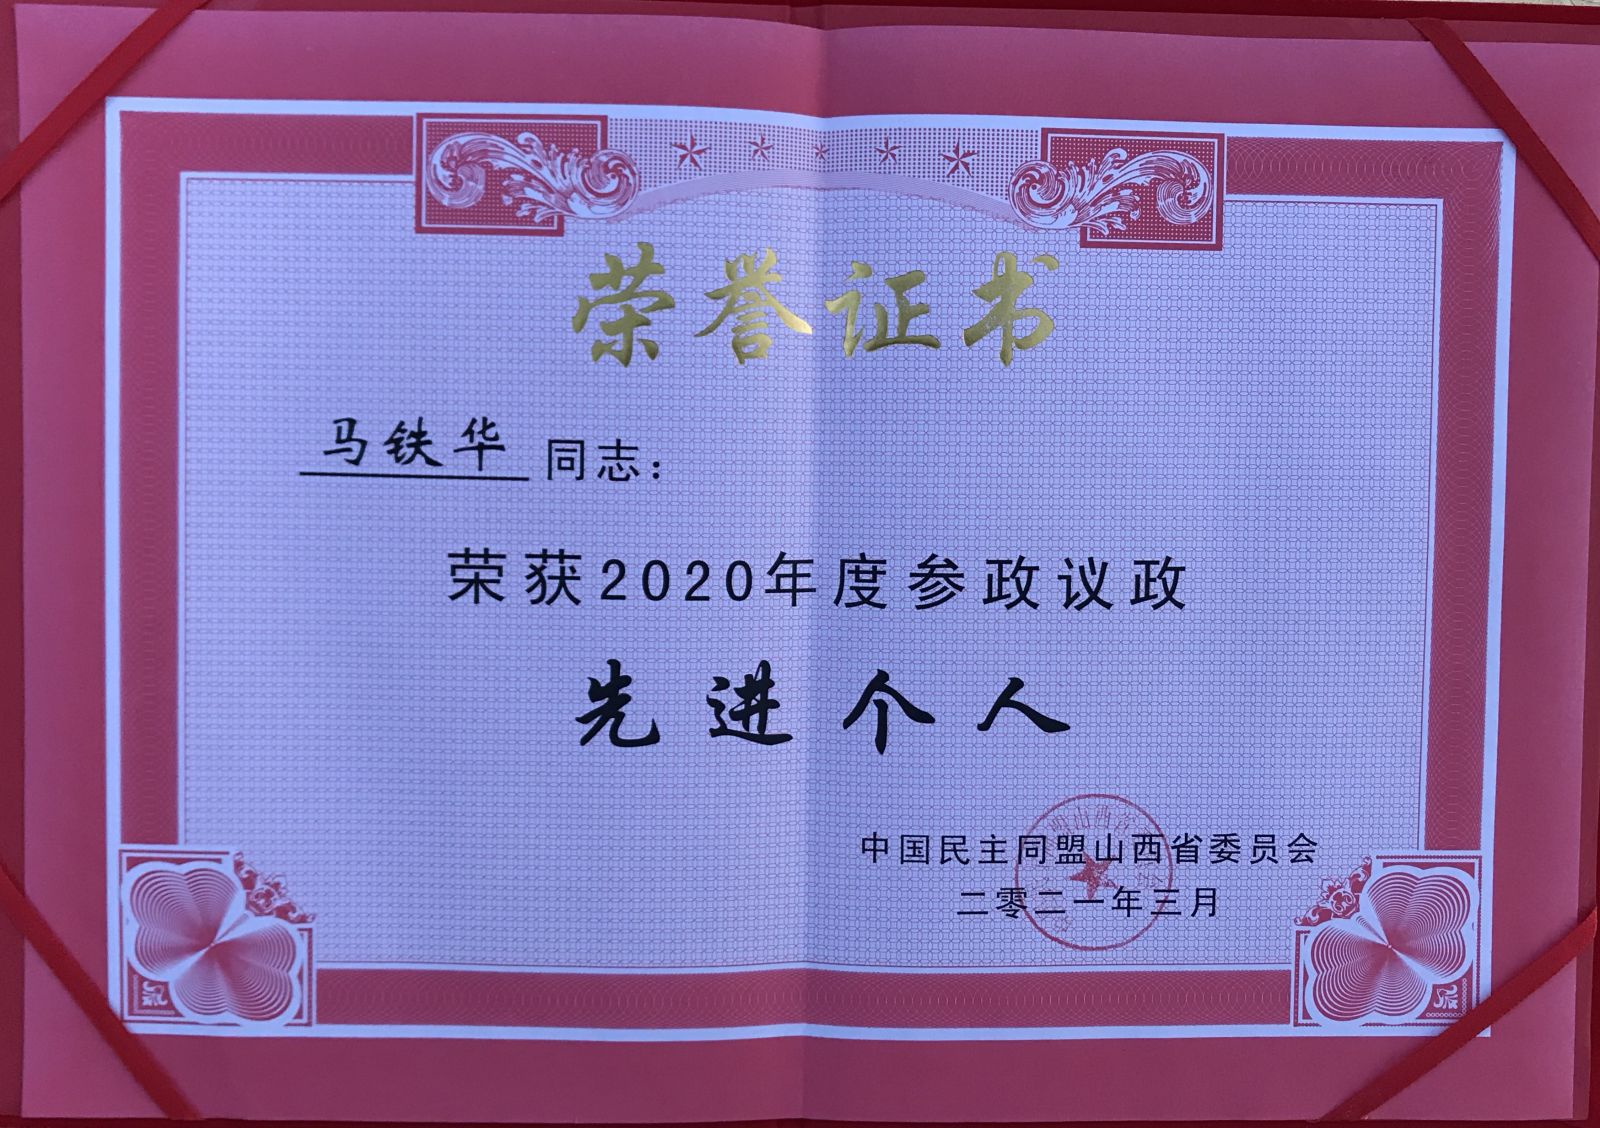 荣誉证书
马铁华 同志：
荣获2020年度参政议政
先进个人
中国民主同盟山西省委员会
二零二一年三月